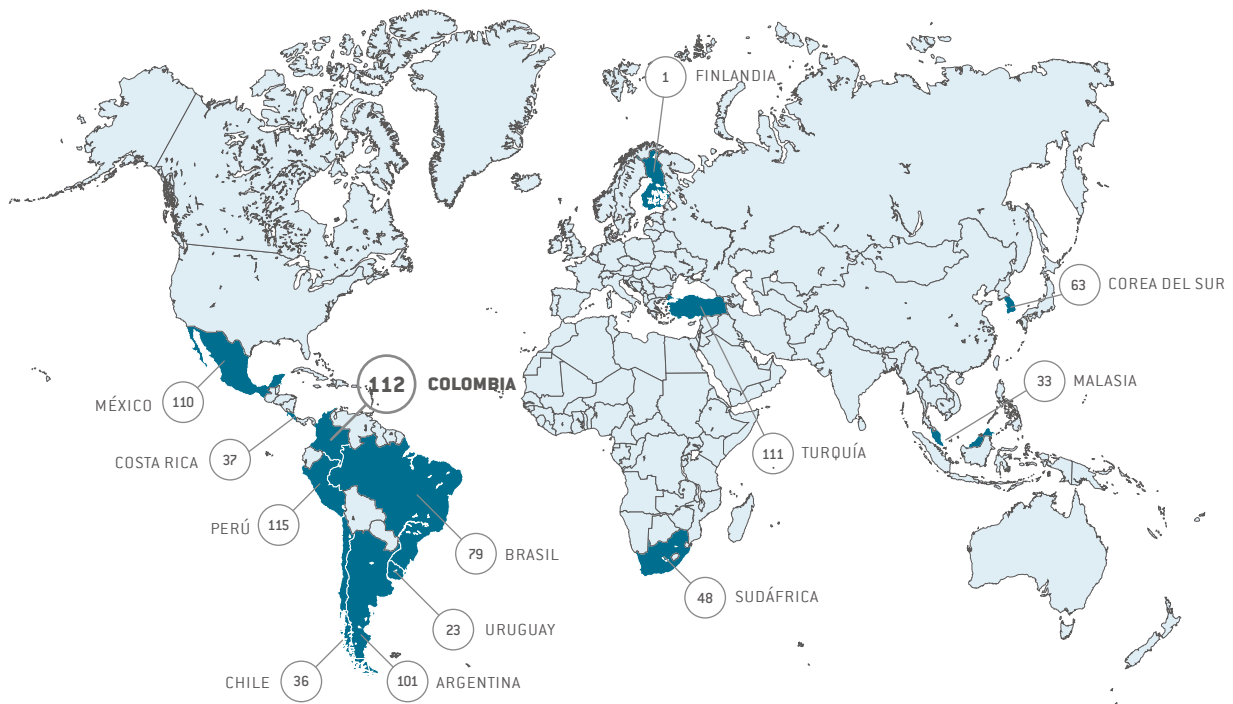 1 FINLANDIA
63 COREA DEL SUR
112 COLOMBIA
33 MALASIA
MÉXICO 110
COSTA RICA 37
111 TURQUÍA
PERÚ 115
79 BRASIL
48 SUDÁFRICA
23 URUGUAY
CHILE 36
101 ARGENTINA